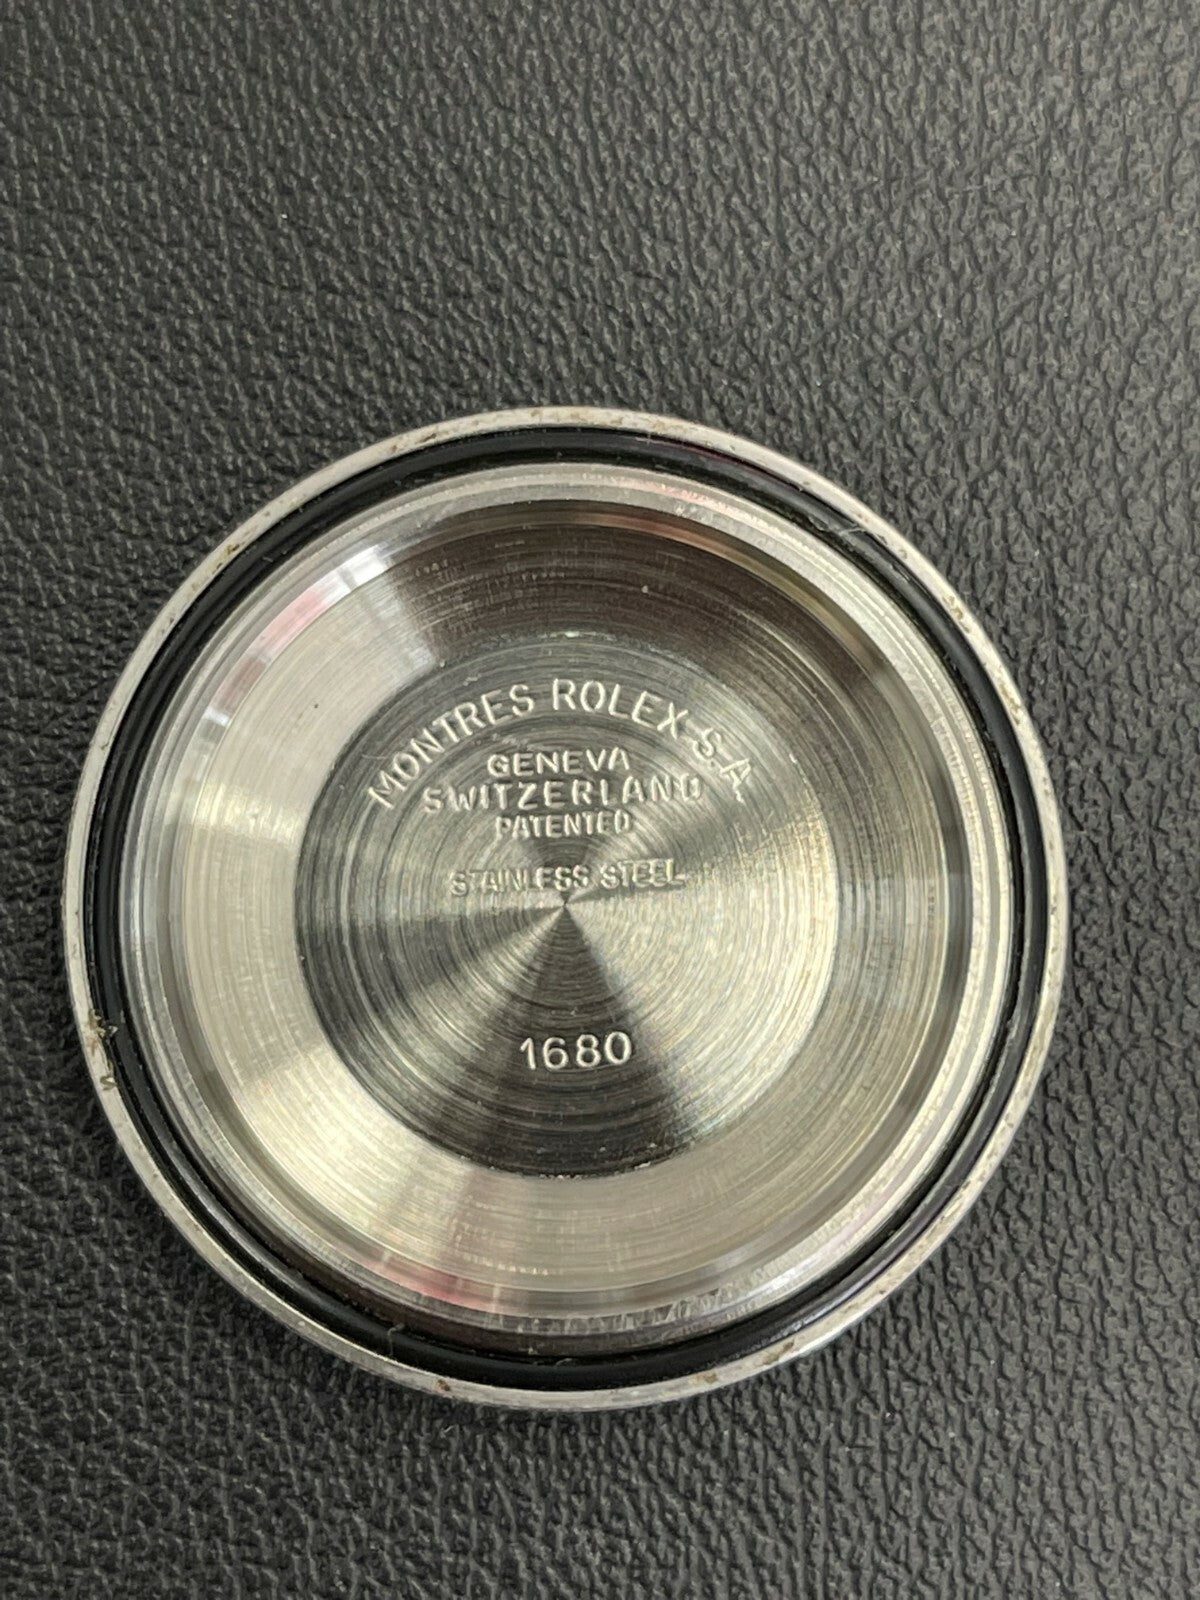 MONTRES ROLEX S.A.
GENEVA
SWITZERLAND
PATENTED
STAINLESS STEEL
1680